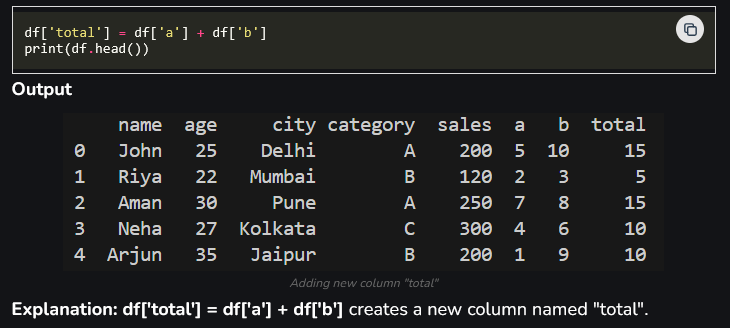 df['total'] = df['a'] + df['b']
print(df.head())
Output
name age city category sales a b total
0 John 25 Delhi A 200 5 10 15
1 Riya 22 Mumbai B 120 2 3 5
2 Aman 30 Pune A 250 7 8 15
3 Neha 27 Kolkata C 300 4 6 10
4 Arjun 35 Jaipur B 200 1 9 10
Adding new column "total"
Explanation: df['total'] = df['a'] + df['b'] creates a new column named "total".